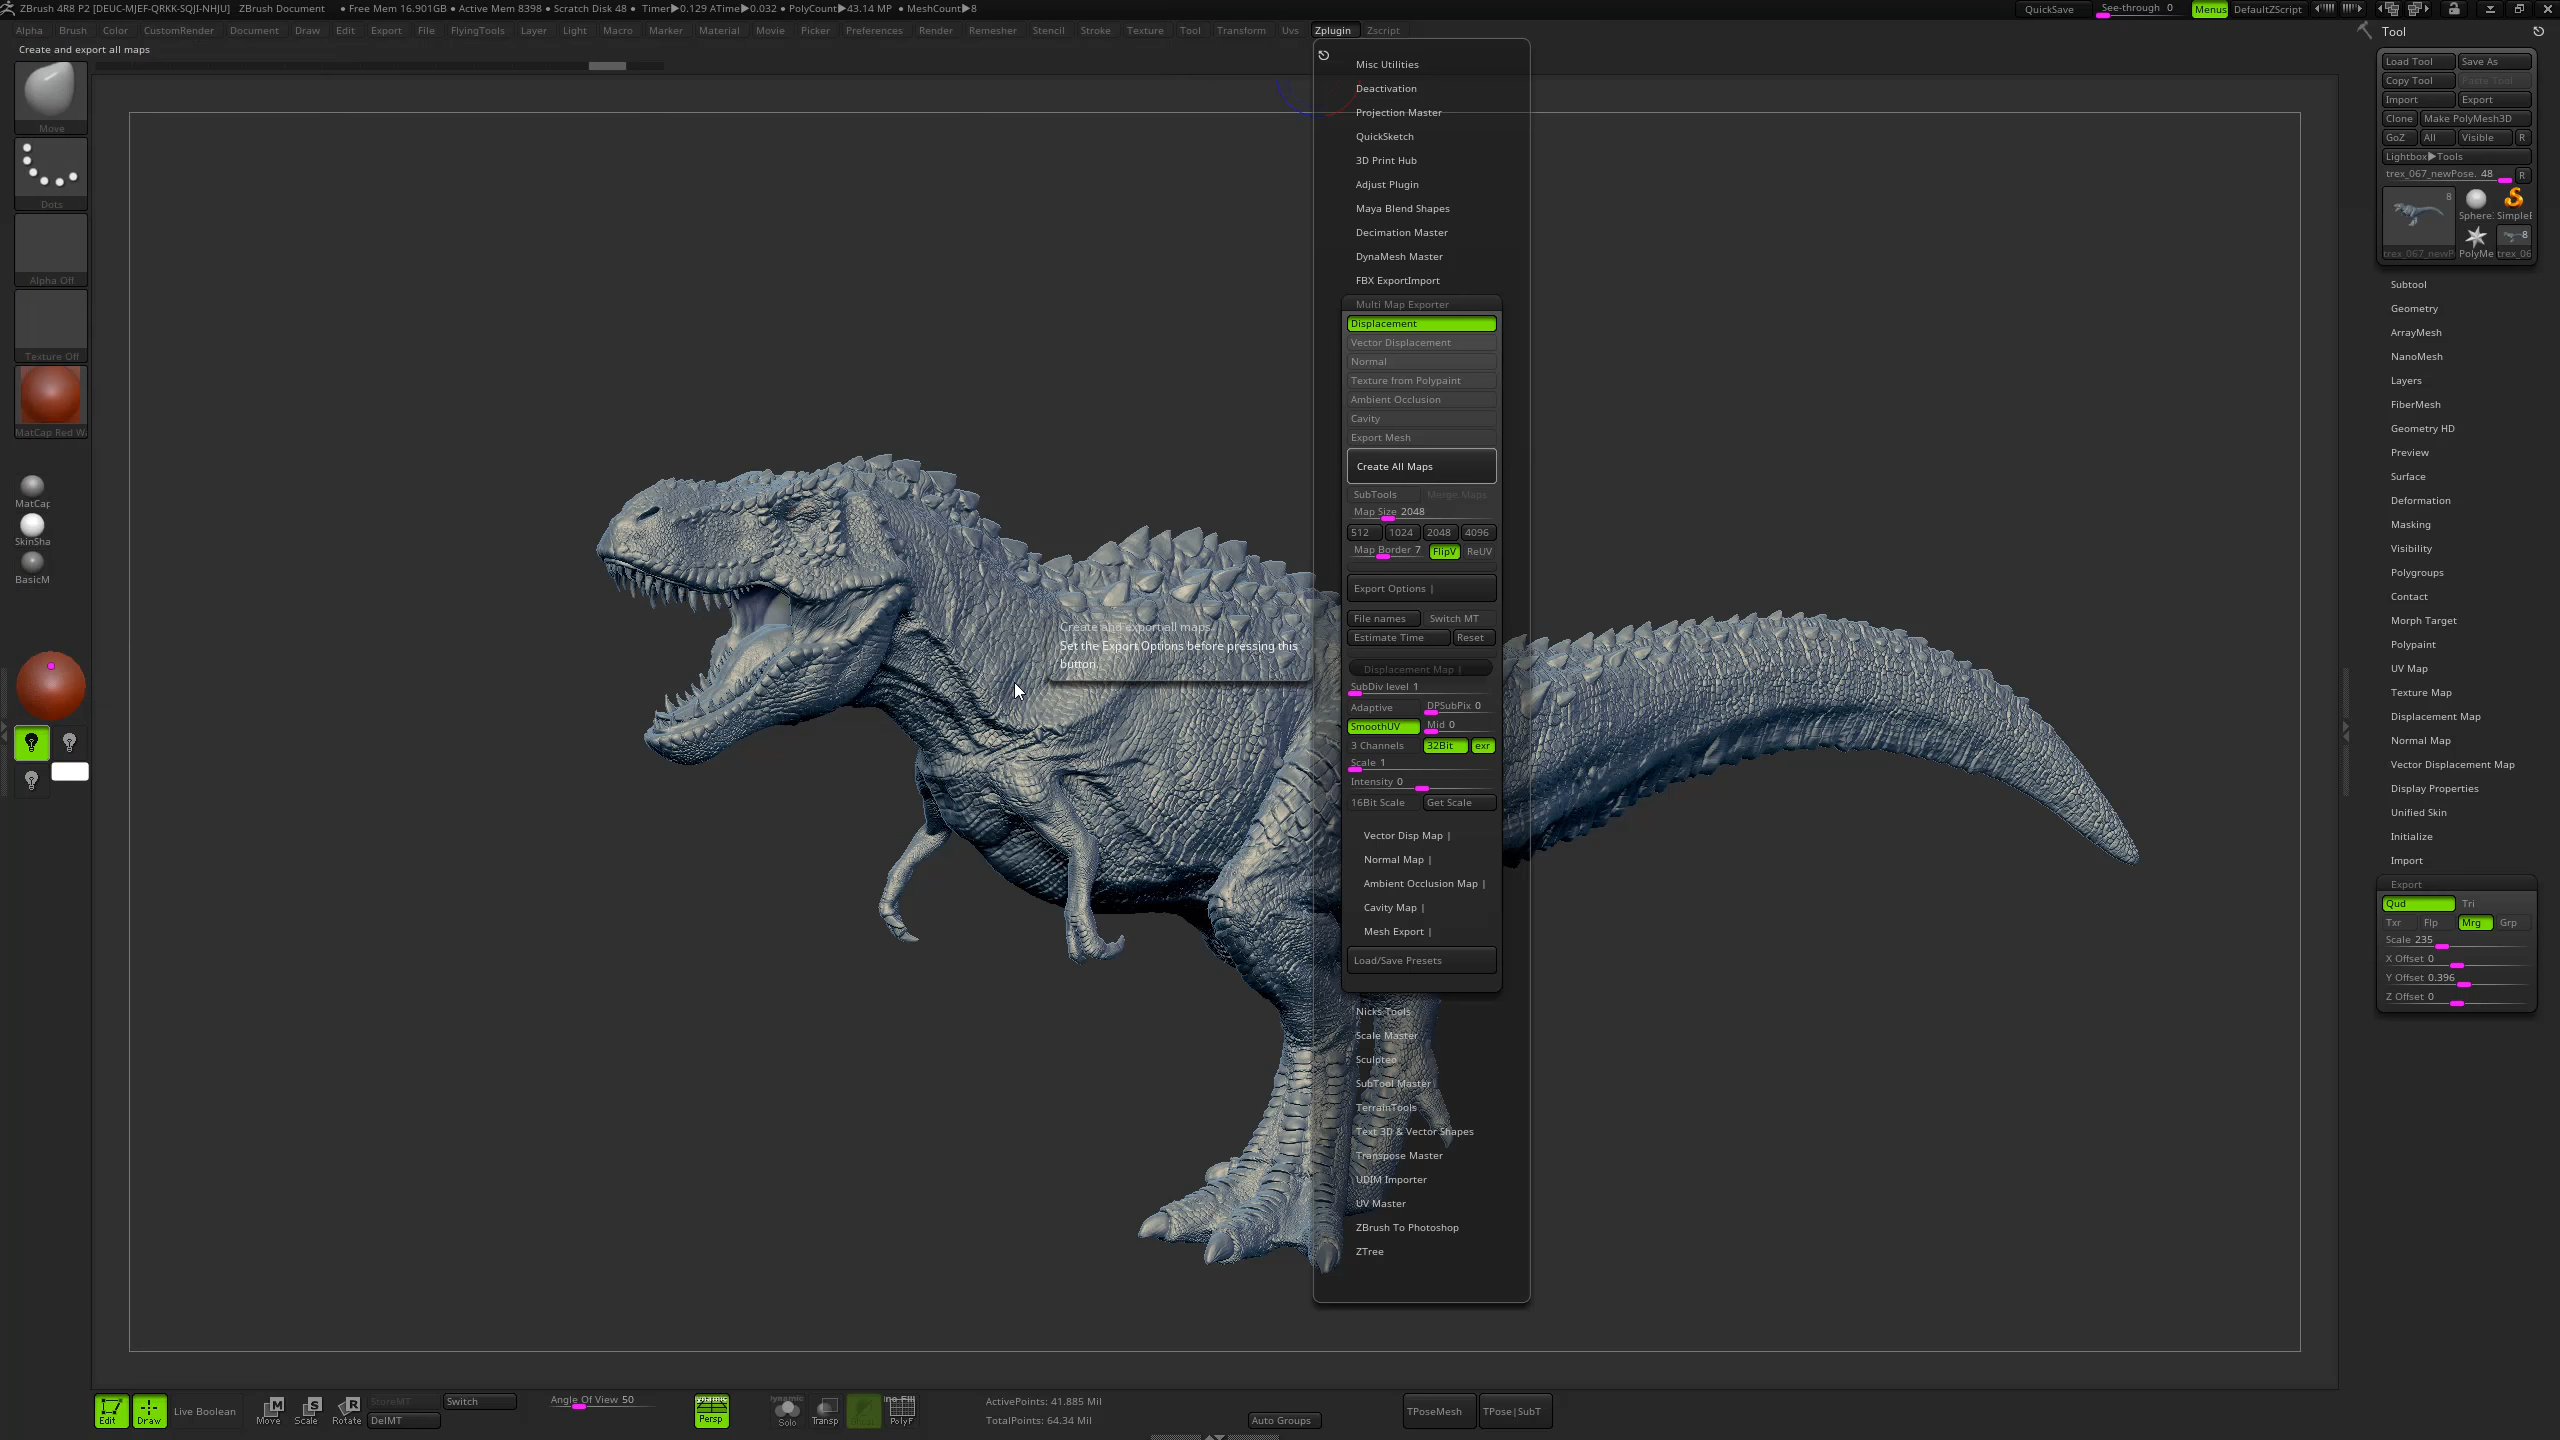 ZBrush 4R8 P2 [DEUC-MJEF-QRKK-SQJI-NHJU] ZBrush Document • Free Mem 16.901GB • Active Mem 8398 • Scratch Disk 48 • Timer▶0.129 ATime▶0.032 • PolyCount▶43.14 MP • MeshCount▶8
QuickSave See-through 0 Menus DefaultZScript
Alpha Brush Color CustomRender Document Draw Edit Export File FlyingTools Layer Light Macro Marker Material Movie Picker Preferences Render Remesher Stencil Stroke Texture Tool Transform Uvs Zplugin Zscript
Create and export all maps
Move
Dots
Alpha Off
Texture Off
MatCap Red W
MatCap
SkinSha
BasicM
Misc Utilities
Deactivation
Projection Master
QuickSketch
3D Print Hub
Adjust Plugin
Maya Blend Shapes
Decimation Master
DynaMesh Master
FBX ExportImport
Multi Map Exporter
Displacement
Vector Displacement
Normal
Texture from Polypaint
Ambient Occlusion
Cavity
Export Mesh
Create All Maps
SubTools Merge Maps
Map Size 2048
512 1024 2048 4096
Map Border 7 FlipV ReUV
Export Options |
File names Switch MT
Estimate Time Reset
Displacement Map |
SubDiv level 1
Adaptive DPSubPix 0
SmoothUV Mid 0
3 Channels 32Bit exr
Scale 1
Intensity 0
16Bit Scale Get Scale
Vector Disp Map |
Normal Map |
Ambient Occlusion Map |
Cavity Map |
Mesh Export |
Load/Save Presets
Nicks Tools
Scale Master
Sculpteo
SubTool Master
TerrainTools
Text 3D & Vector Shapes
Transpose Master
UDIM Importer
UV Master
ZBrush To Photoshop
ZTree
Create and export all maps.
Set the Export Options before pressing this
button.
Tool
Load Tool Save As
Copy Tool Paste Tool
Import Export
Clone Make PolyMesh3D
GoZ All Visible R
Lightbox▶Tools
trex_067_newPose. 48 R
8
Sphere SimpleB
8
trex_067_newP PolyMe trex_06
Subtool
Geometry
ArrayMesh
NanoMesh
Layers
FiberMesh
Geometry HD
Preview
Surface
Deformation
Masking
Visibility
Polygroups
Contact
Morph Target
Polypaint
UV Map
Texture Map
Displacement Map
Normal Map
Vector Displacement Map
Display Properties
Unified Skin
Initialize
Import
Export
Qud Tri
Txr Flp Mrg Grp
Scale 235
X Offset 0
Y Offset 0.396
Z Offset 0
Edit Draw Live Boolean Move Scale Rotate
StoreMT Switch
DelMT
Angle Of View 50
Persp
Dynamic
Solo Transp PolyF
ActivePoints: 41.885 Mil
TotalPoints: 64.34 Mil
Auto Groups
TPoseMesh TPose|SubT